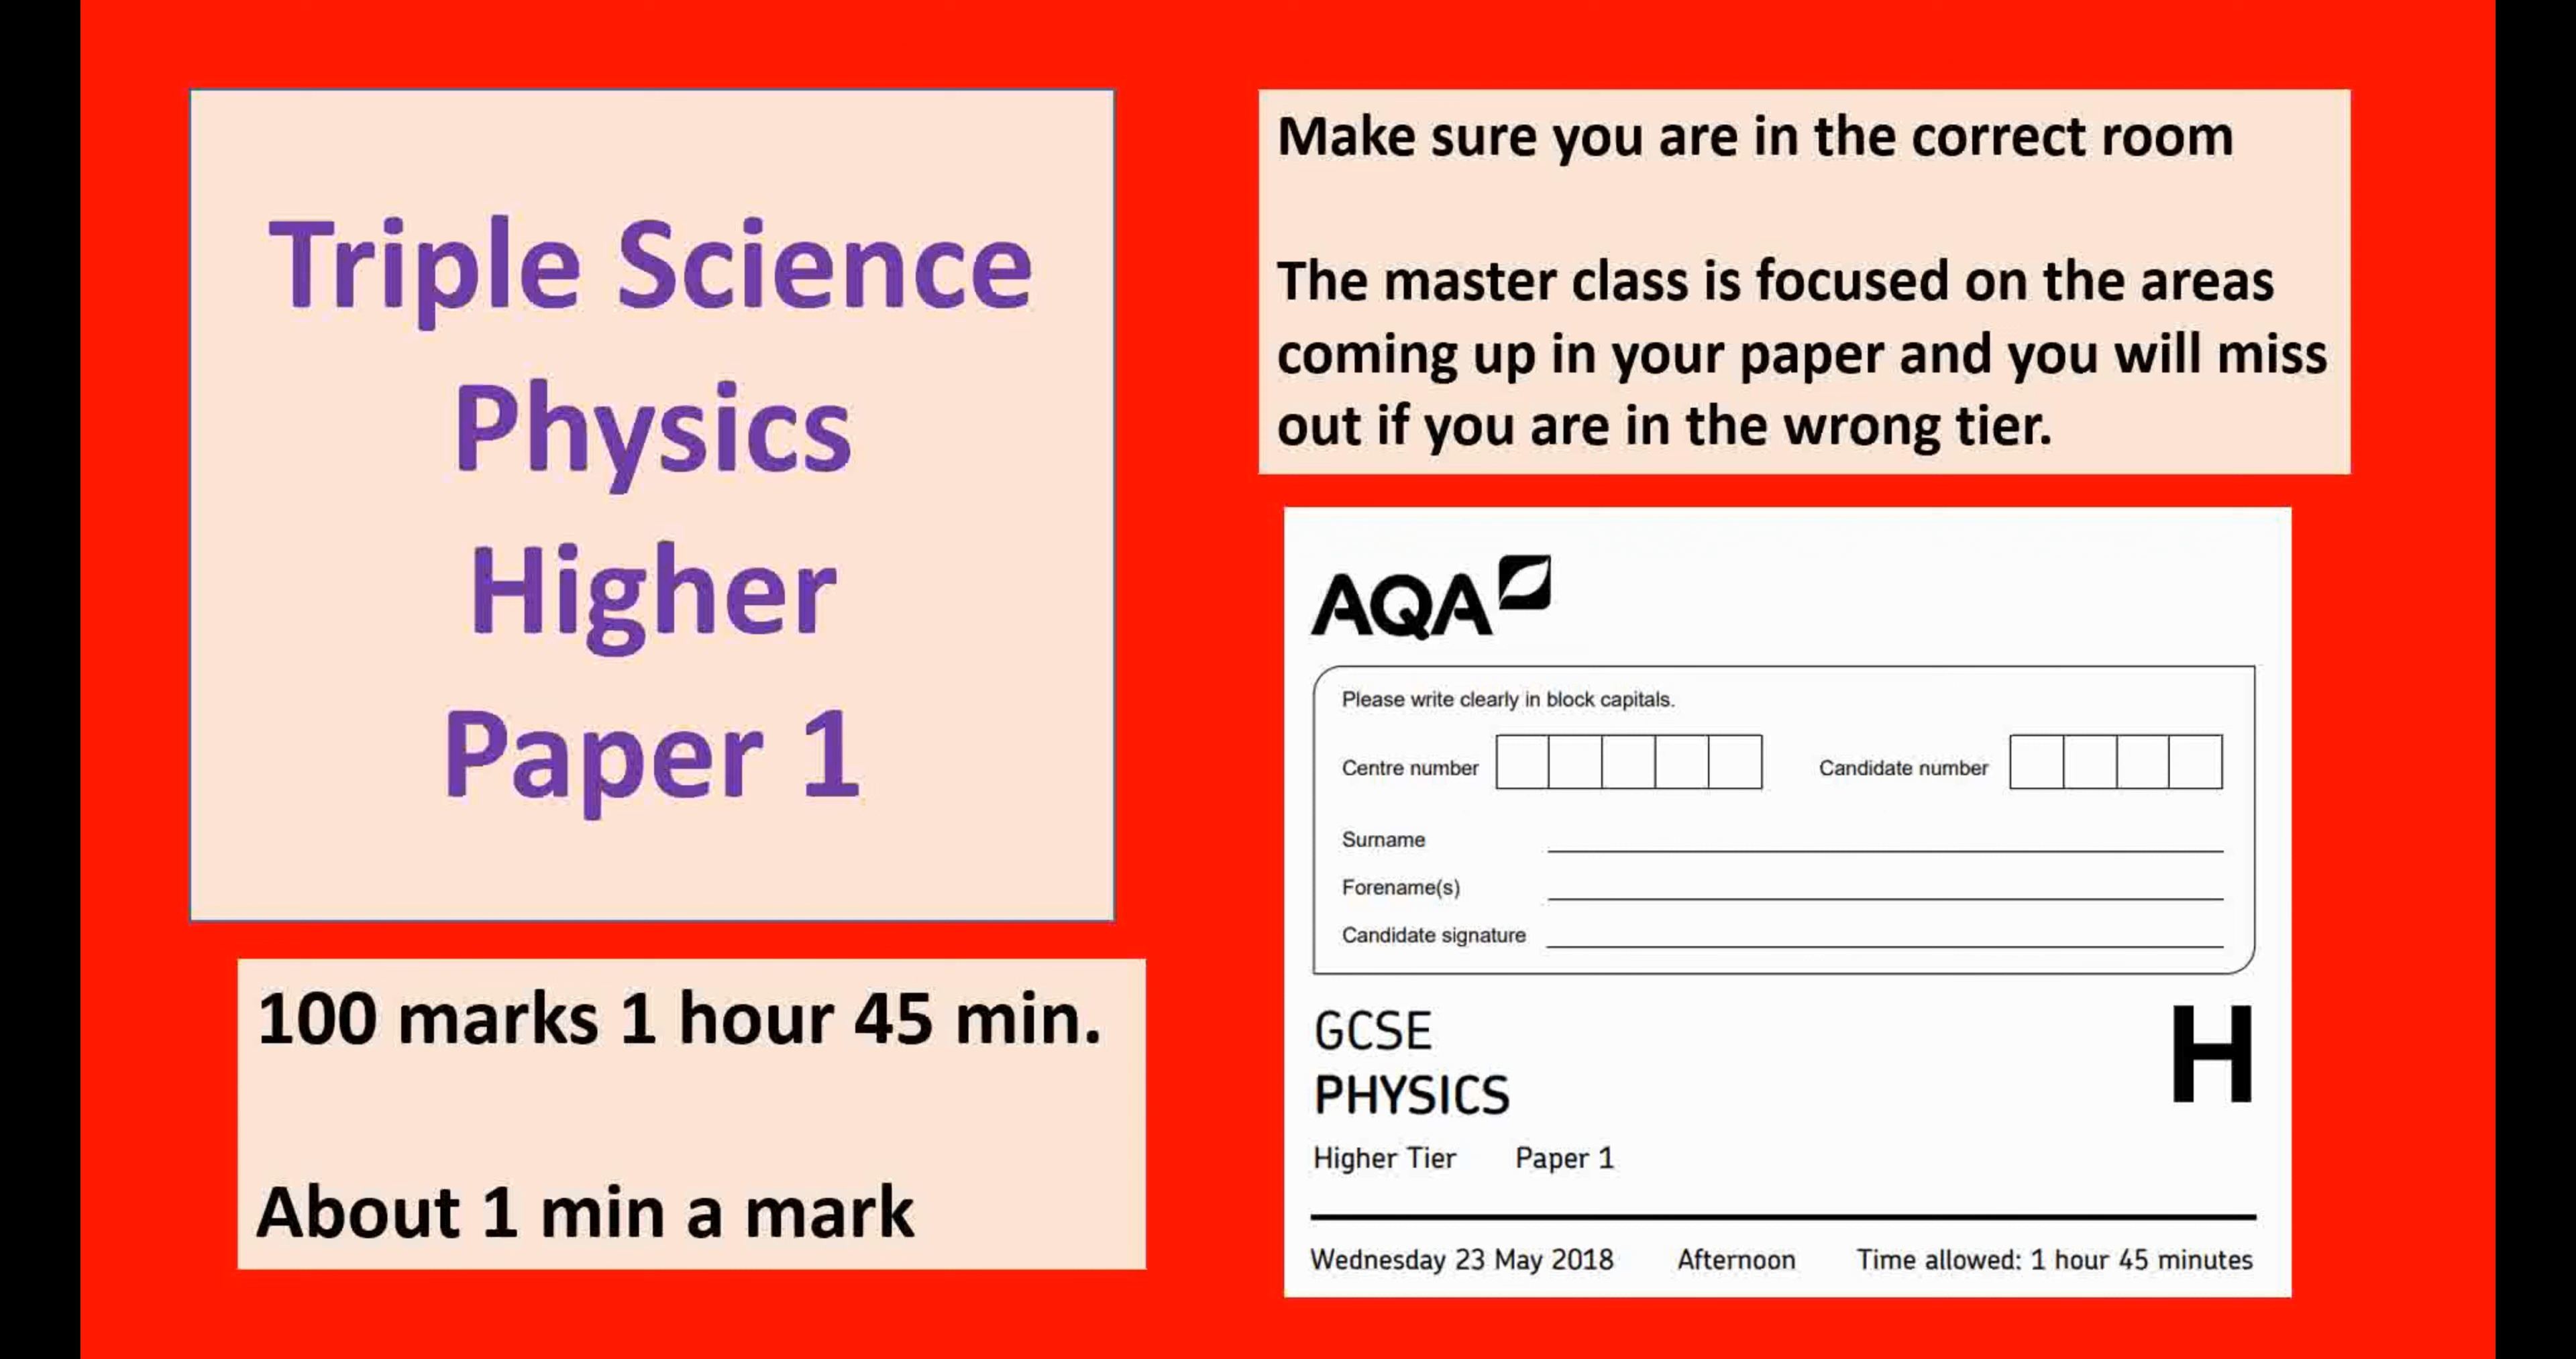 Triple Science
Physics
Higher
Paper 1
100 marks 1 hour 45 min.
About 1 min a mark
Make sure you are in the correct room
The master class is focused on the areas
coming up in your paper and you will miss
out if you are in the wrong tier.
AQA
Please write clearly in block capitals.
Centre number
Candidate number
Surname
Forename(s)
Candidate signature
GCSE
PHYSICS
H
Higher Tier Paper 1
Wednesday 23 May 2018 Afternoon Time allowed: 1 hour 45 minutes